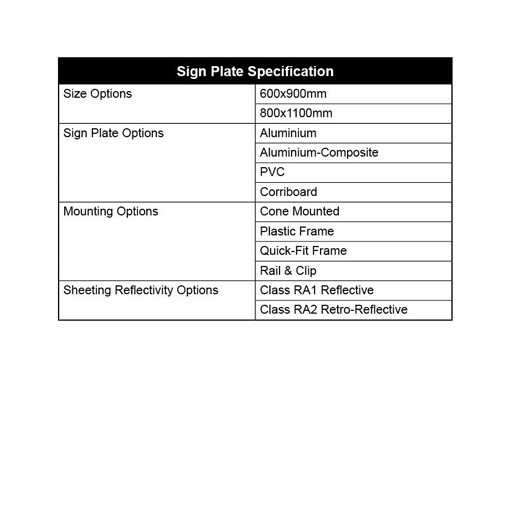 Sign Plate Specification
Size Options
600x900mm
800x1100mm
Sign Plate Options
Aluminium
Aluminium-Composite
PVC
Corriboard
Mounting Options
Cone Mounted
Plastic Frame
Quick-Fit Frame
Rail & Clip
Sheeting Reflectivity Options
Class RA1 Reflective
Class RA2 Retro-Reflective